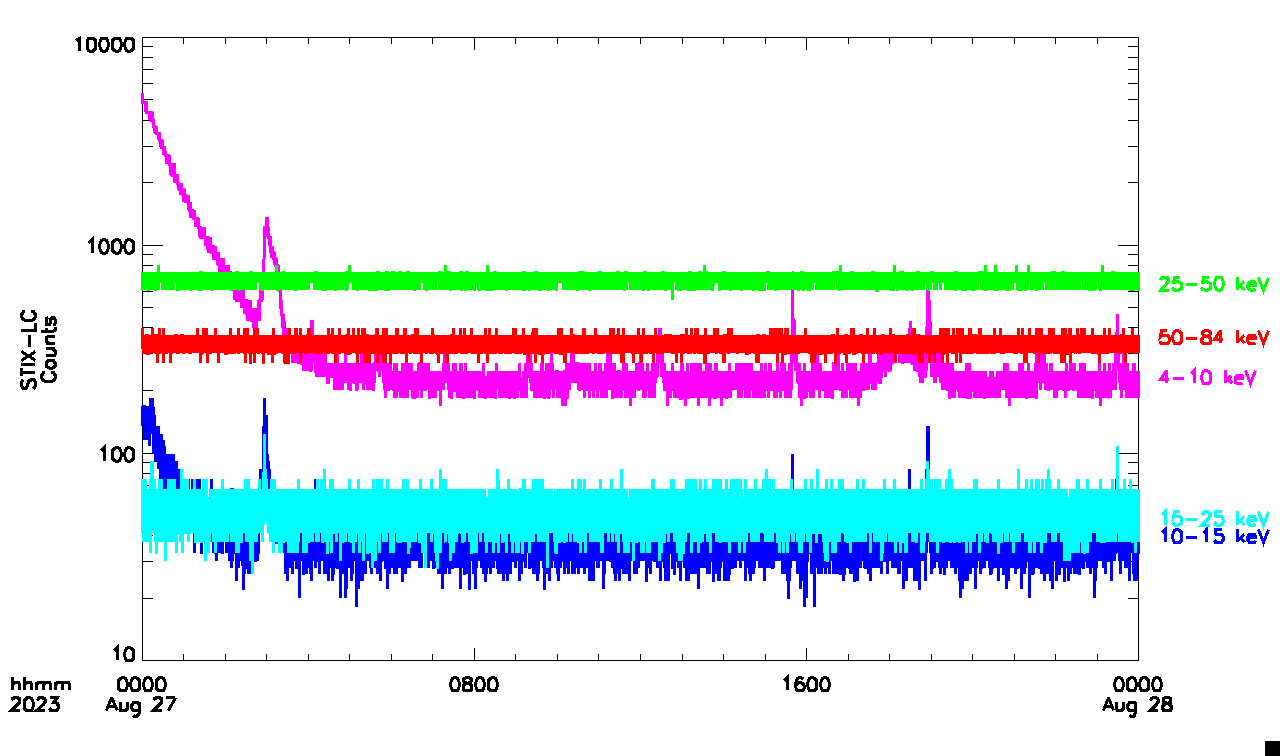 10000
1000
100
10
STIX-LC
Counts
25-50 keV
50-84 keV
4-10 keV
15-25 keV
10-15 keV
hhmm 0000 0800 1600 0000
2023 Aug 27 Aug 28